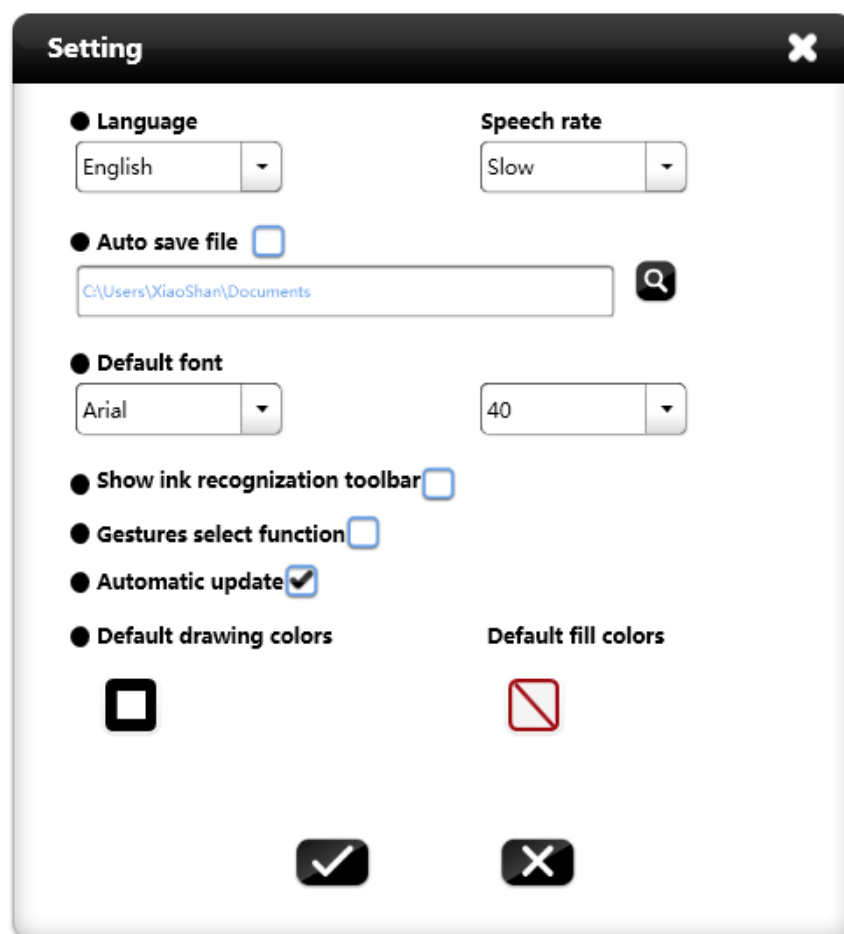 Setting
Language Speech rate
English Slow
Auto save file
C:\Users\XiaoShan\Documents
Default font
Arial 40
Show ink recognization toolbar
Gestures select function
Automatic update
Default drawing colors Default fill colors